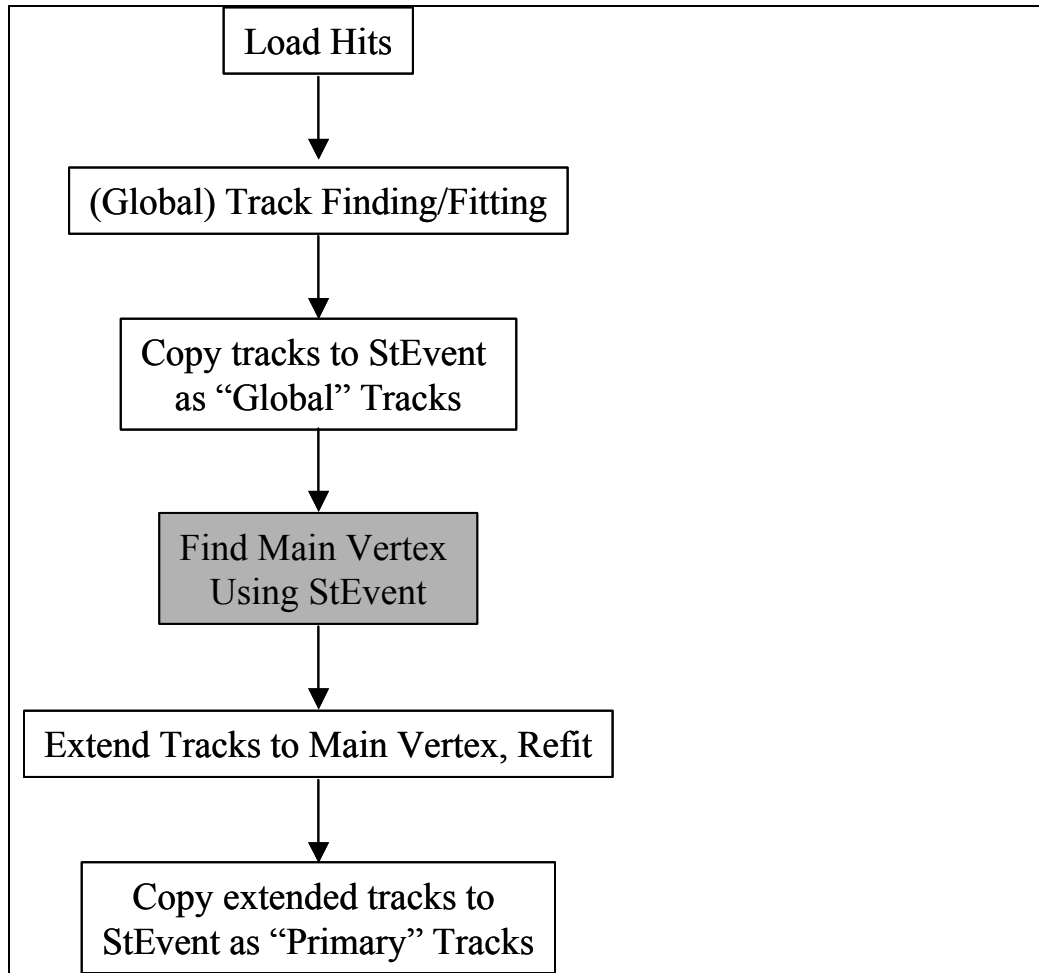 Load Hits
(Global) Track Finding/Fitting
Copy tracks to StEvent
as “Global” Tracks
Find Main Vertex
Using StEvent
Extend Tracks to Main Vertex, Refit
Copy extended tracks to
StEvent as “Primary” Tracks